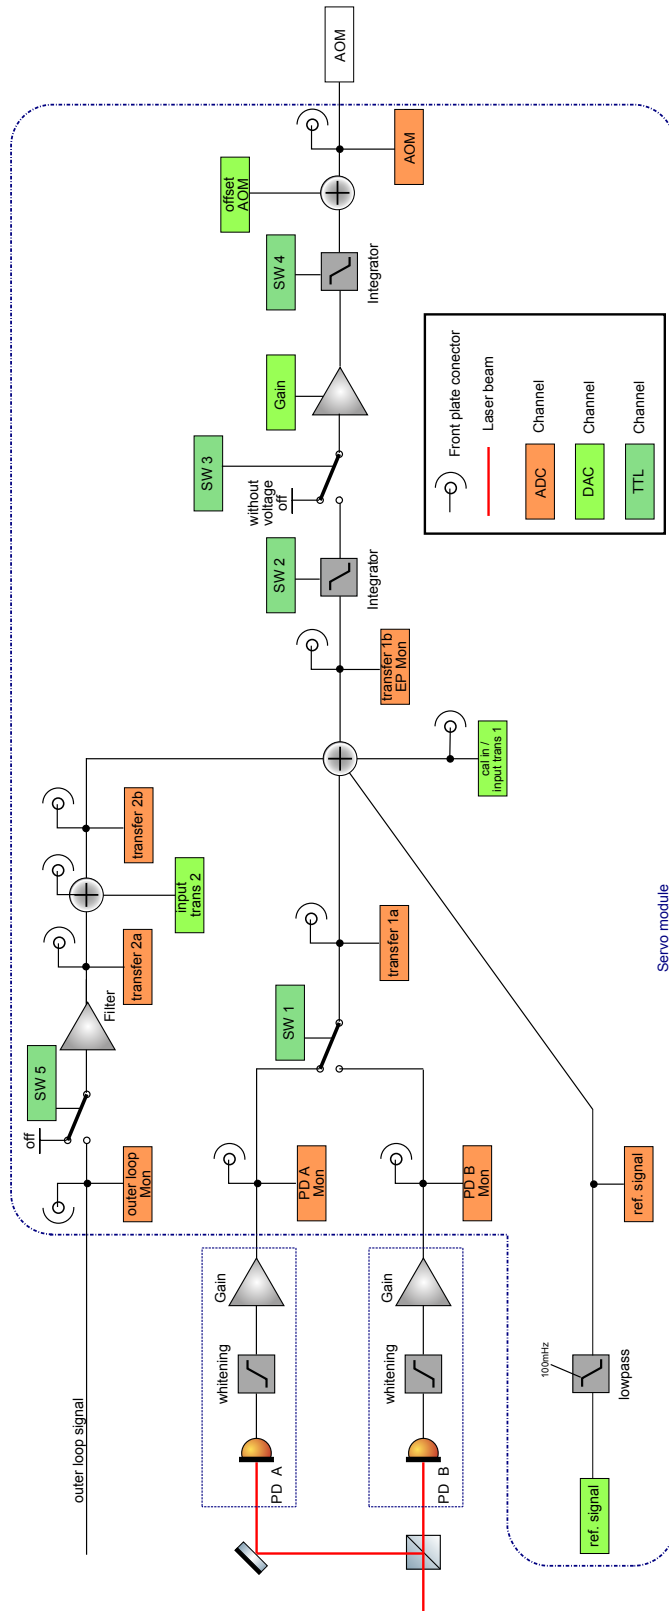 outer loop signal
outer loop
Mon
off
SW 5
Filter
transfer 2a
input
trans 2
transfer 2b
PD A
whitening
Gain
PD A
Mon
PD B
whitening
Gain
PD B
Mon
SW 1
transfer 1a
ref. signal
100mHz
lowpass
ref. signal
cal in /
input trans 1
transfer 1b
EP Mon
SW 2
Integrator
without
voltage
off
SW 3
Gain
SW 4
Integrator
offset
AOM
AOM
AOM
Servo module
Front plate conector
Laser beam
ADC
Channel
DAC
Channel
TTL
Channel